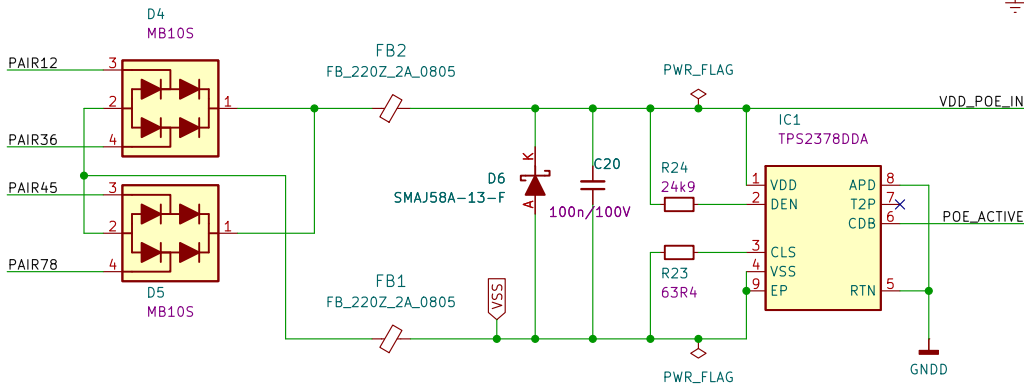 D4
MB10S
PAIR12
3
2
1
PAIR36
4
PAIR45
3
2
1
PAIR78
4
D5
MB10S
FB2
FB_220Z_2A_0805
FB1
FB_220Z_2A_0805
VSS
K
D6
SMAJ58A-13-F
A
C20
100n/100V
PWR_FLAG
R24
24k9
R23
63R4
PWR_FLAG
VDD_POE_IN
IC1
TPS2378DDA
1 VDD APD 8
2 DEN T2P 7
CDB 6
POE_ACTIVE
3 CLS
4 VSS
9 EP RTN 5
GNDD